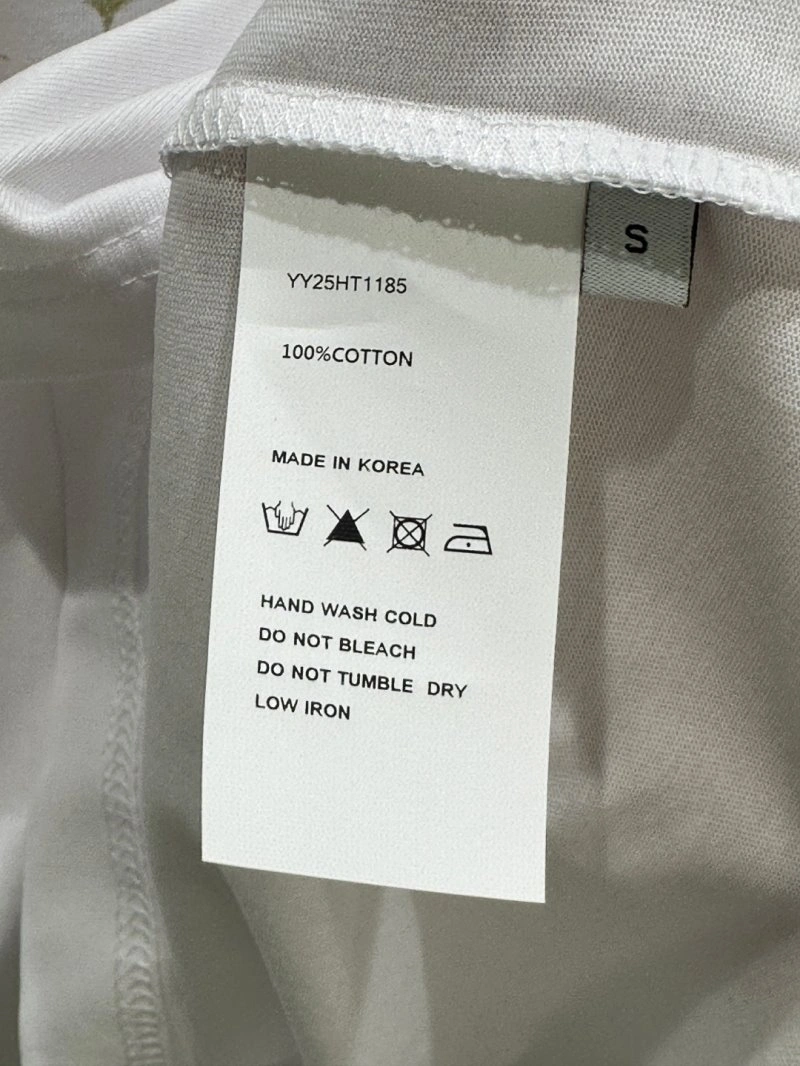 S
YY25HT1185
100%COTTON
MADE IN KOREA
HAND WASH COLD
DO NOT BLEACH
DO NOT TUMBLE DRY
LOW IRON